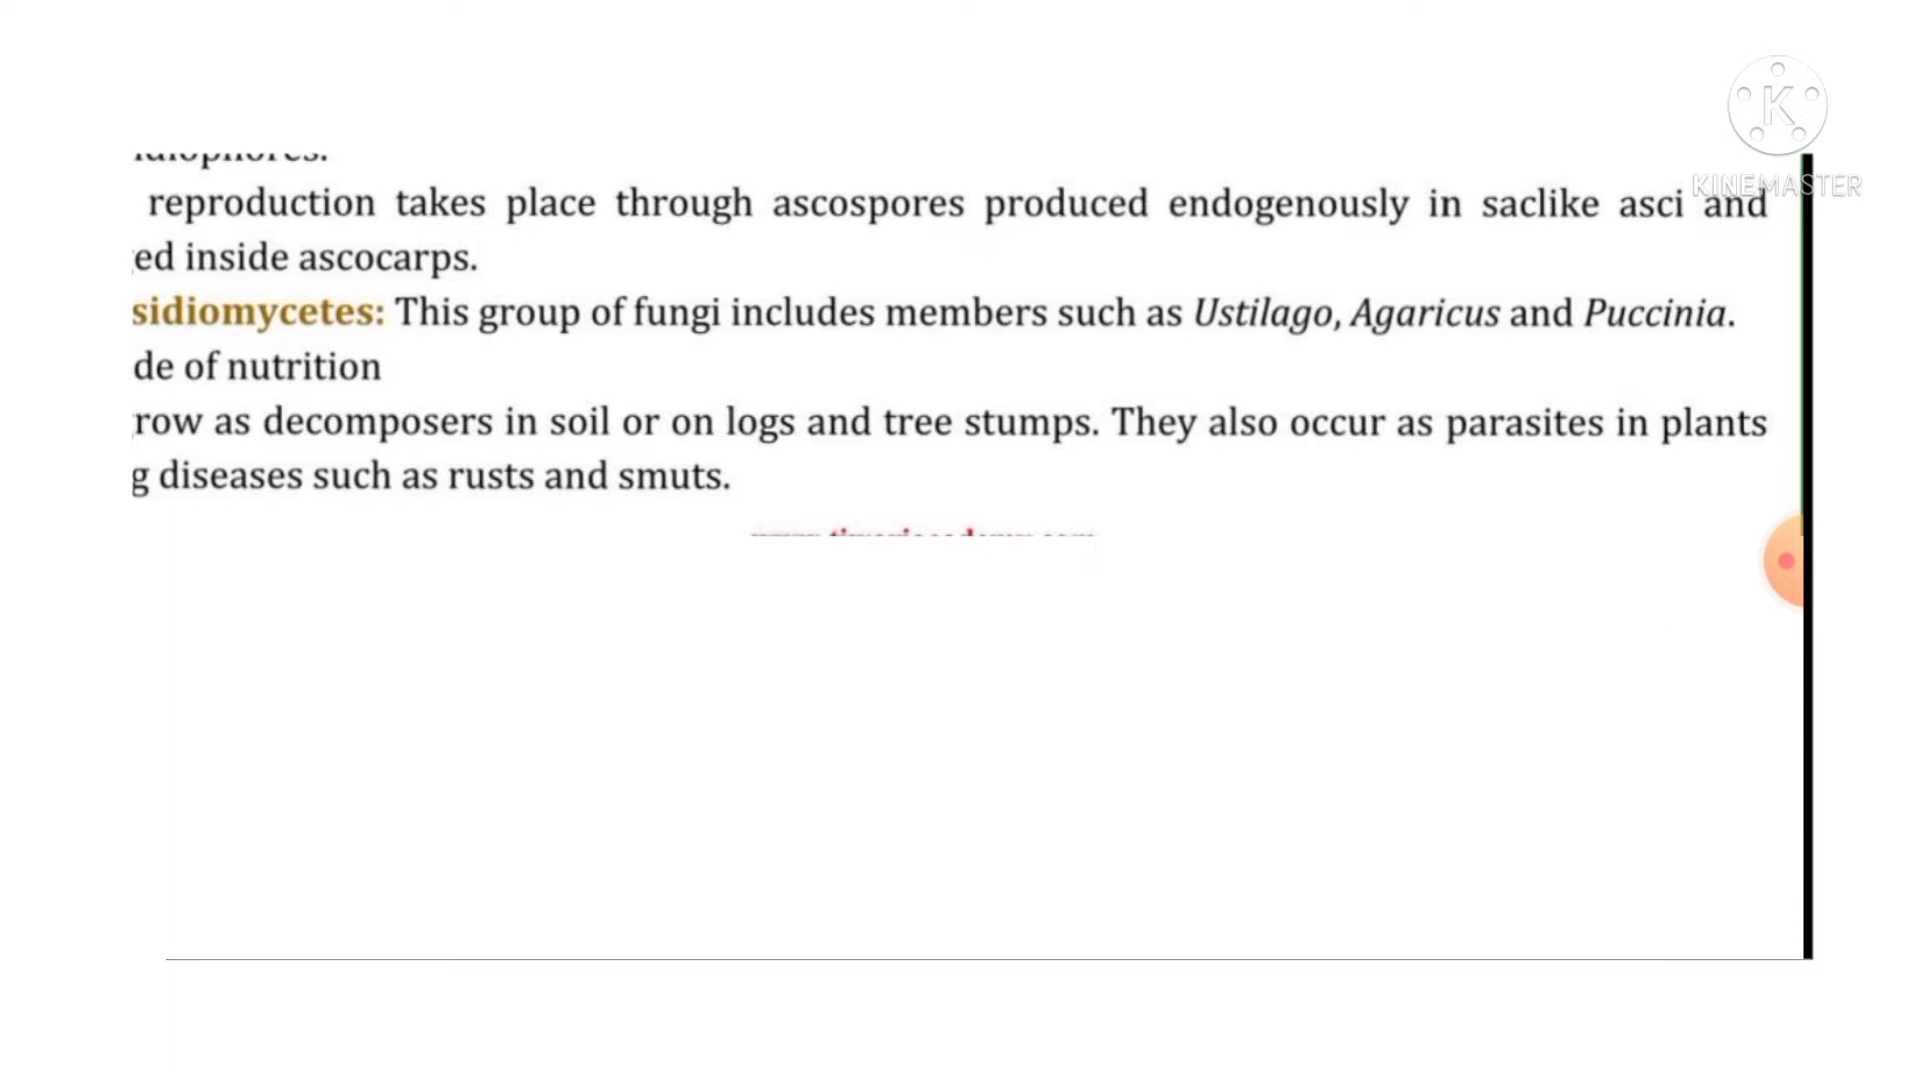 reproduction takes place through ascospores produced endogenously in saclike asci and
ed inside ascocarps.
sidiomycetes: This group of fungi includes members such as Ustilago, Agaricus and Puccinia.
de of nutrition
row as decomposers in soil or on logs and tree stumps. They also occur as parasites in plants
g diseases such as rusts and smuts.
K
KINEMASTER